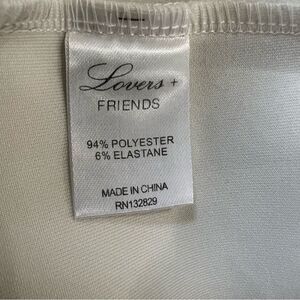 Lovers +
FRIENDS
94% POLYESTER
6% ELASTANE
MADE IN CHINA
RN132829